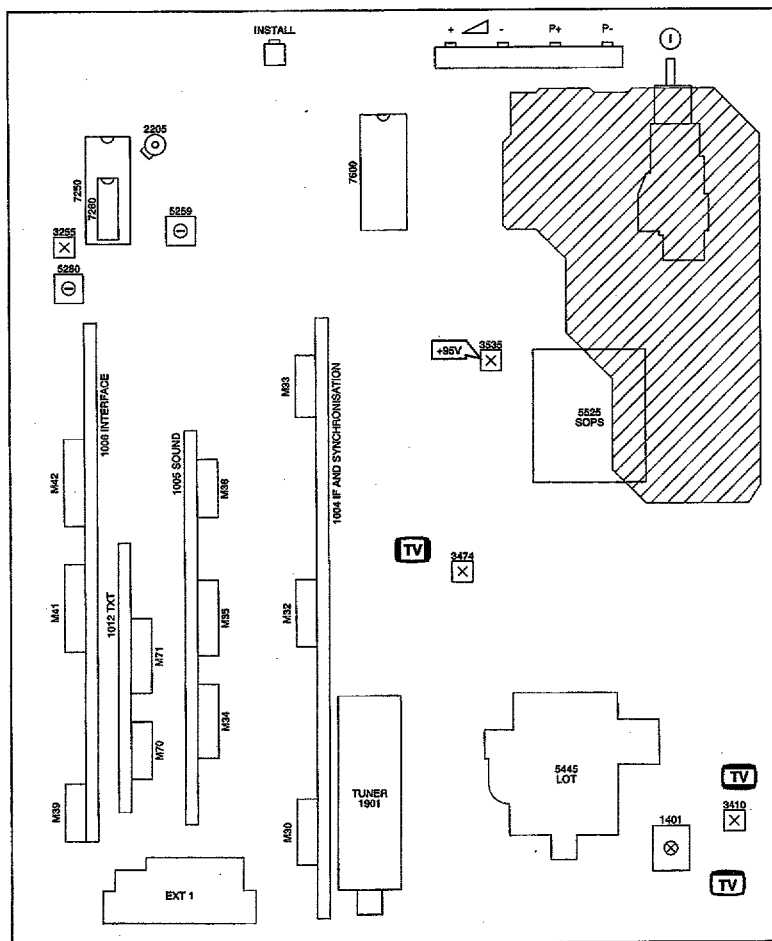 INSTALL
+ - P+ P-
2205
7250
7260
5259
7600
3255
5280
+95V
3535
M33
5525
SOPS
1008 INTERFACE
1005 SOUND
1004 IF AND SYNCHRONISATION
M42
M36
TV
3474
M41
1012 TXT
M71
M35
M32
M34
M70
5445
LOT
TUNER
1901
TV
M39
M30
1401
3410
TV
EXT 1